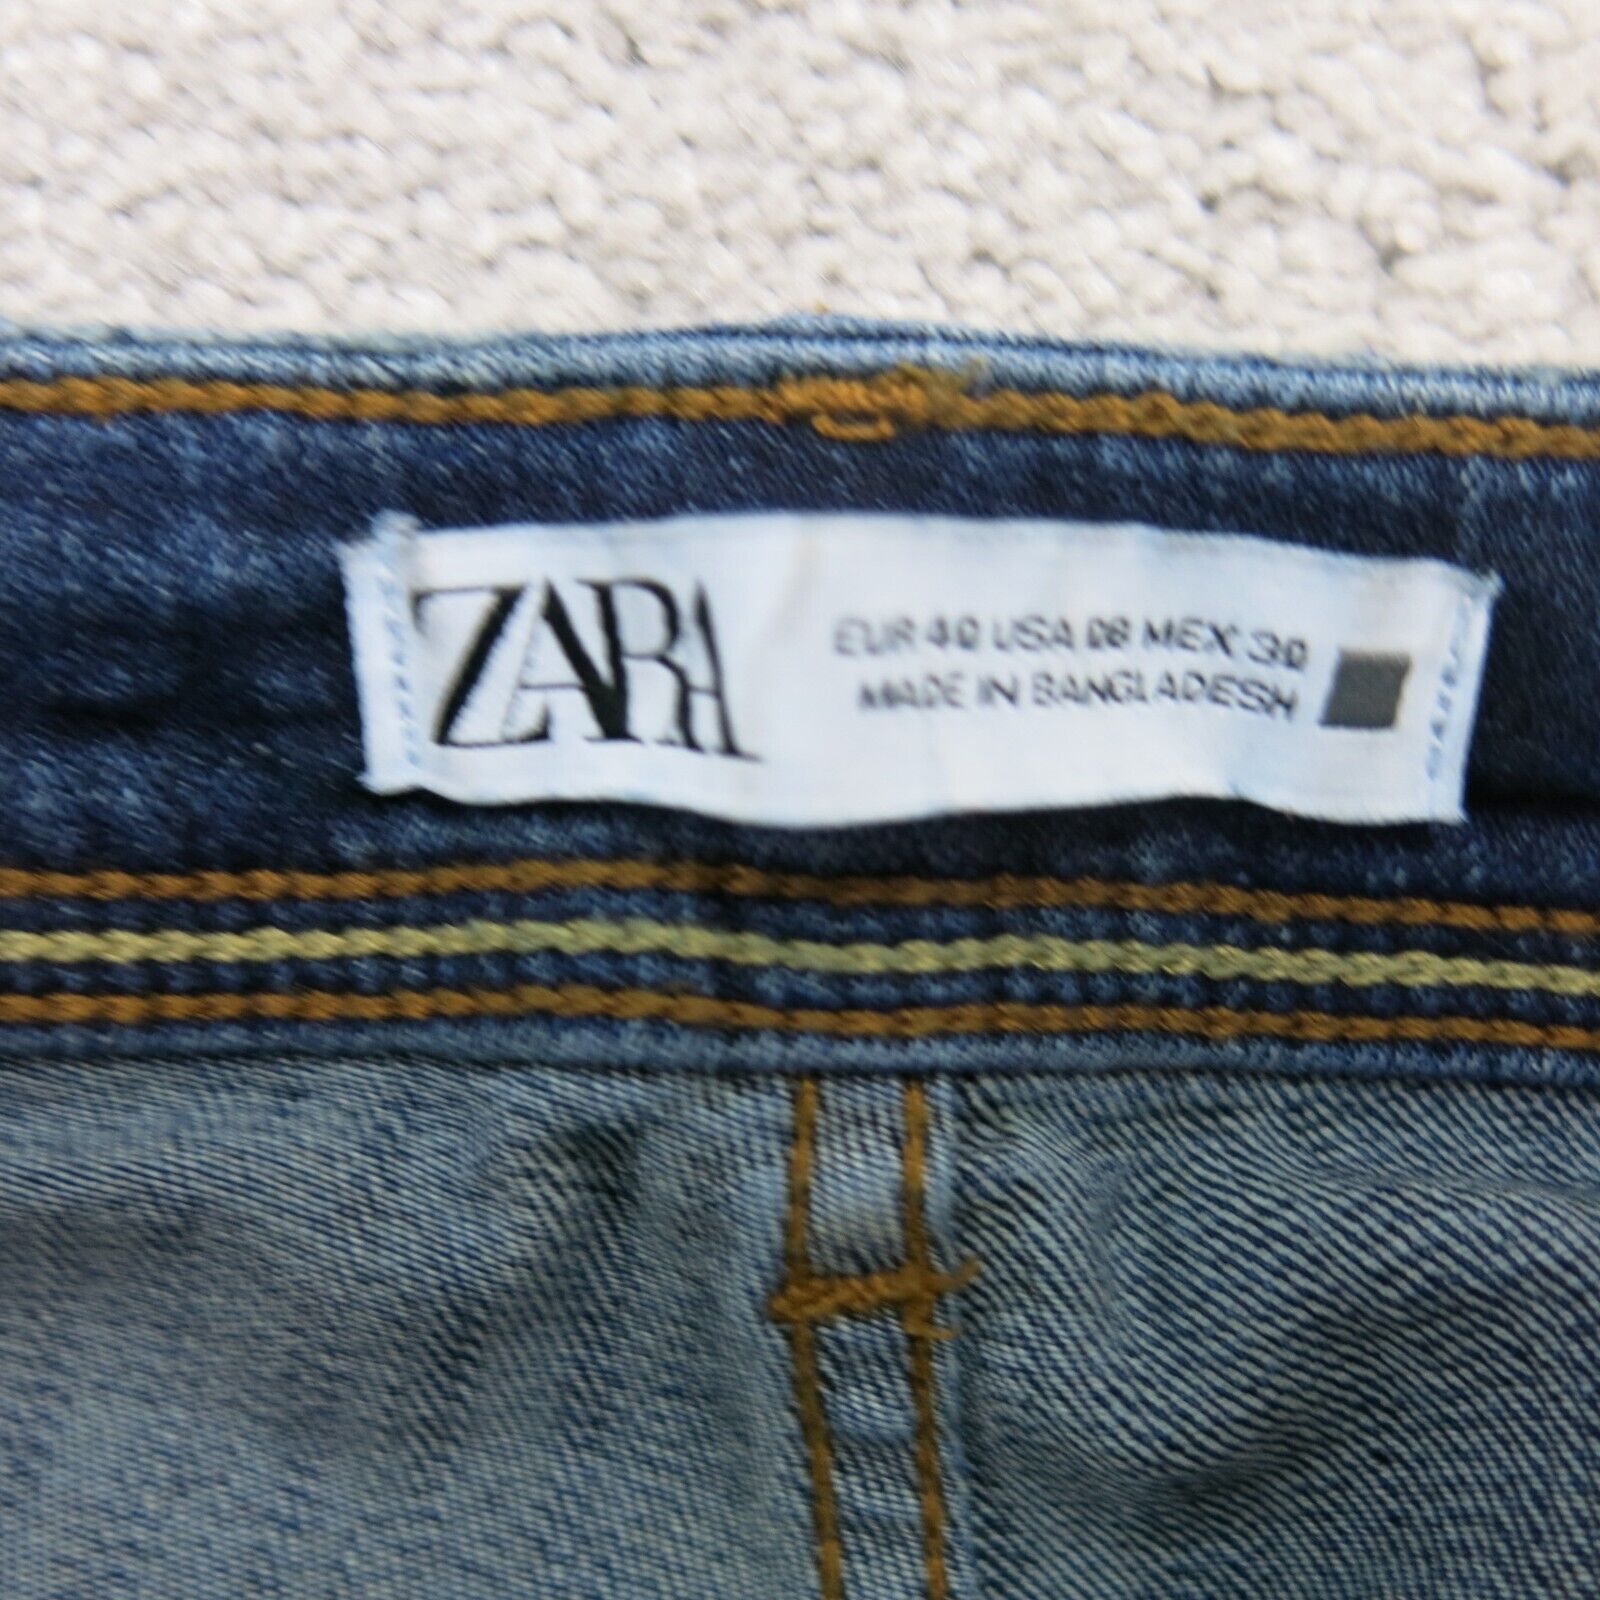 ZARA
EUR 40 USA 08 MEX 30
MADE IN BANGLADESH